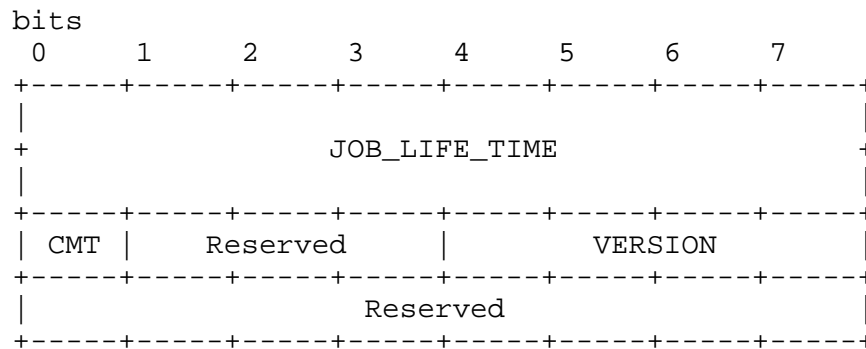 bits
0 1 2 3 4 5 6 7
+-----+-----+-----+-----+-----+-----+-----+-----+
| |
+ JOB_LIFE_TIME +
| |
+-----+-----+-----+-----+-----+-----+-----+-----+
| CMT | Reserved | VERSION |
+-----+-----+-----+-----+-----+-----+-----+-----+
| Reserved |
+-----+-----+-----+-----+-----+-----+-----+-----+